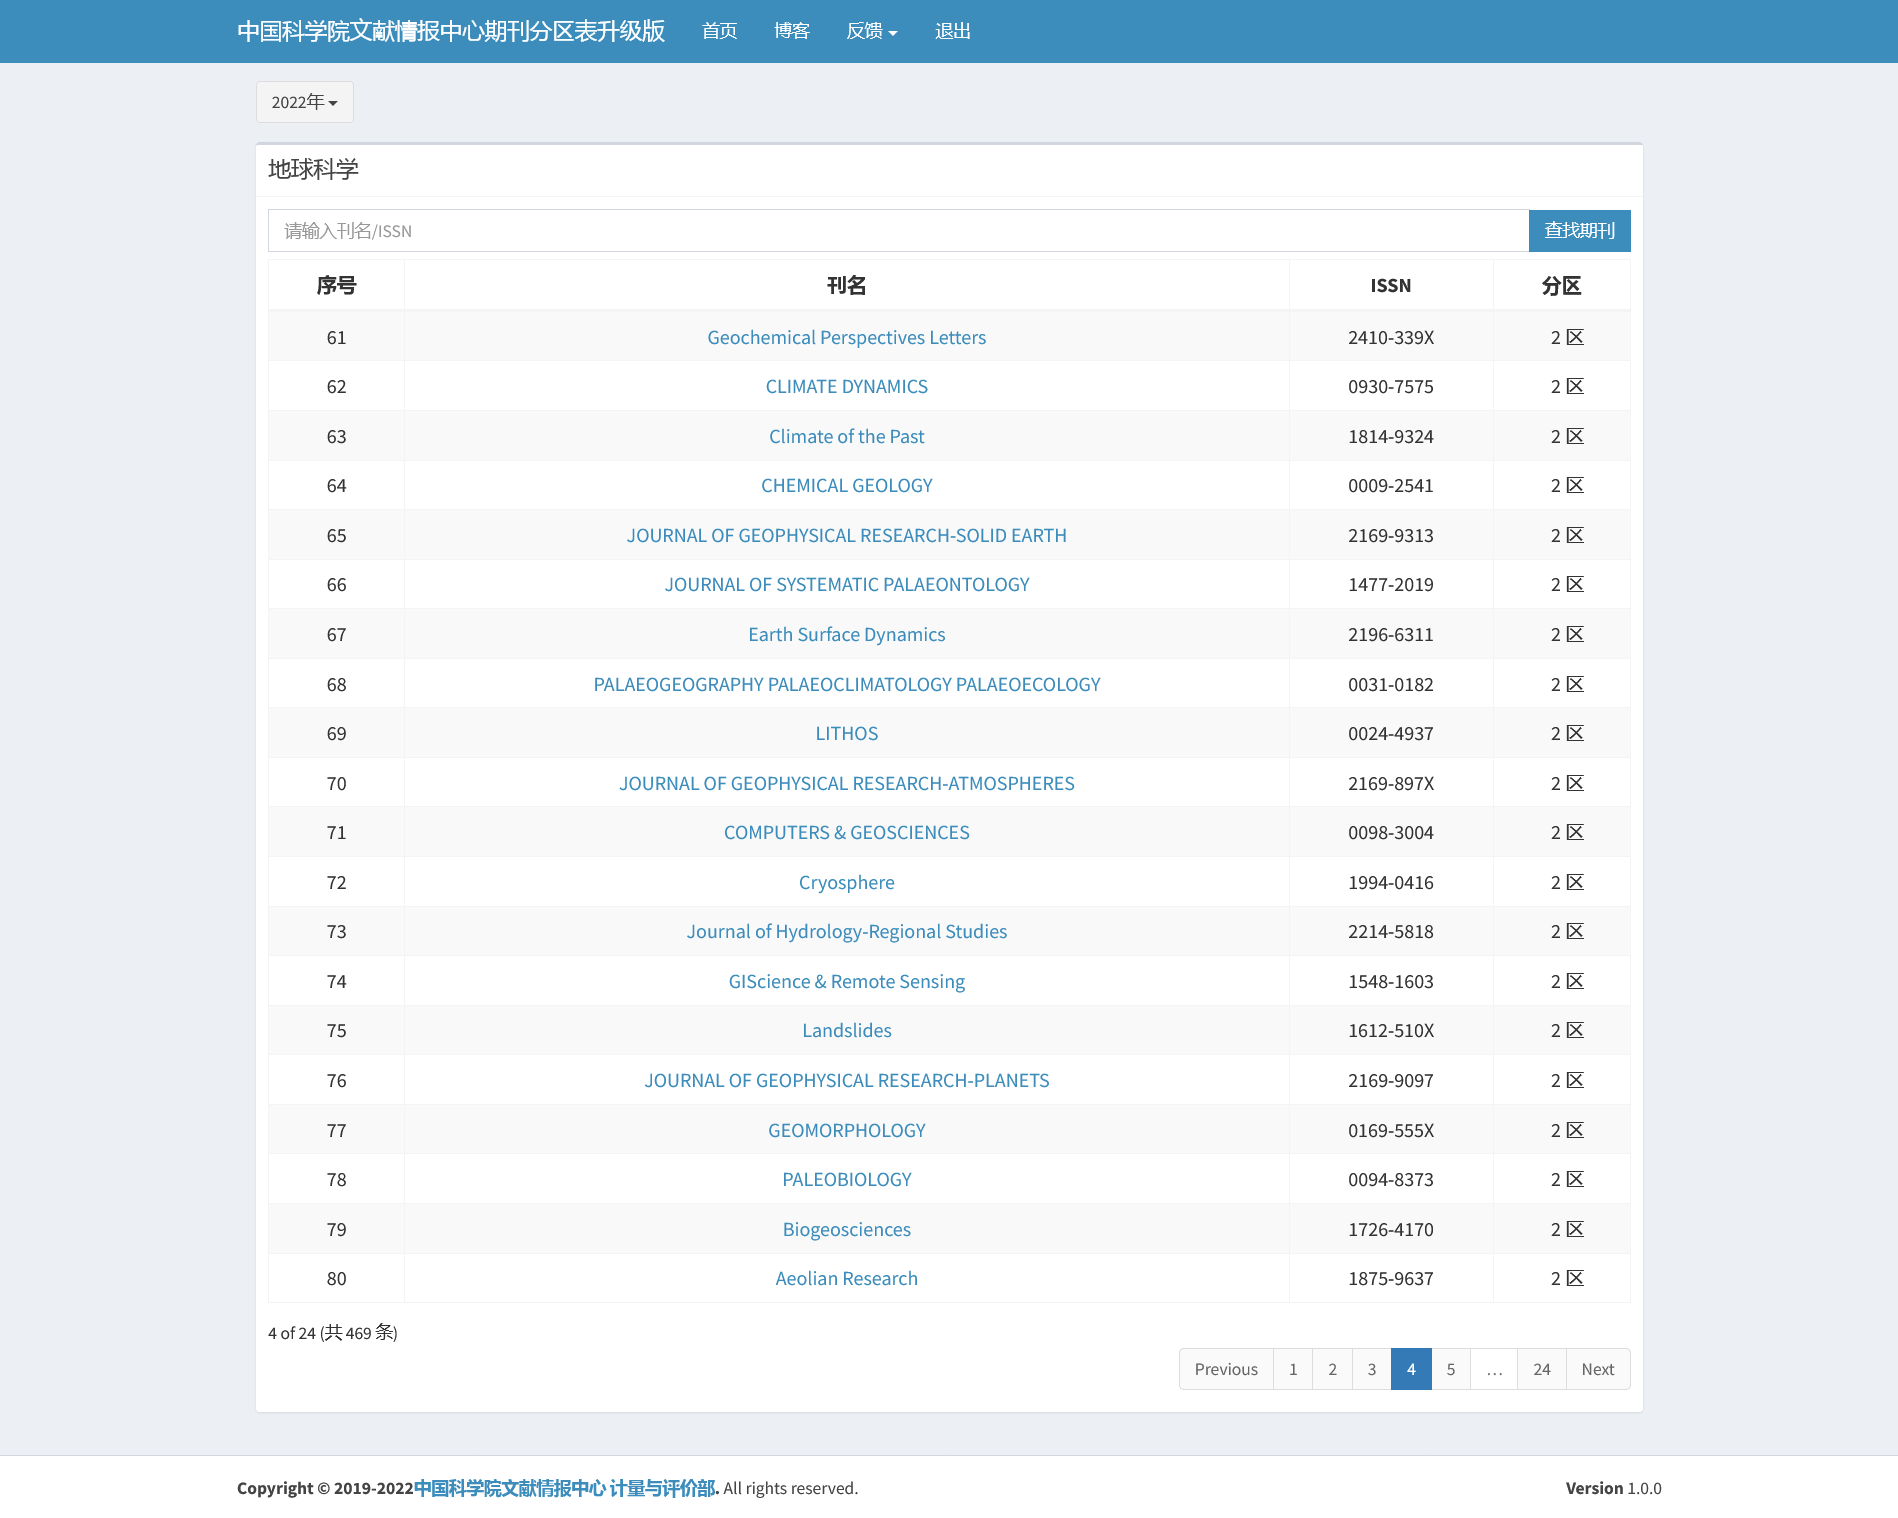 中国科学院文献情报中心期刊分区表升级版 首页 博客 反馈 退出
2022年
地球科学
请输入刊名/ISSN 查找期刊
序号 刊名 ISSN 分区
61 Geochemical Perspectives Letters 2410-339X 2 区
62 CLIMATE DYNAMICS 0930-7575 2 区
63 Climate of the Past 1814-9324 2 区
64 CHEMICAL GEOLOGY 0009-2541 2 区
65 JOURNAL OF GEOPHYSICAL RESEARCH-SOLID EARTH 2169-9313 2 区
66 JOURNAL OF SYSTEMATIC PALAEONTOLOGY 1477-2019 2 区
67 Earth Surface Dynamics 2196-6311 2 区
68 PALAEOGEOGRAPHY PALAEOCLIMATOLOGY PALAEOECOLOGY 0031-0182 2 区
69 LITHOS 0024-4937 2 区
70 JOURNAL OF GEOPHYSICAL RESEARCH-ATMOSPHERES 2169-897X 2 区
71 COMPUTERS & GEOSCIENCES 0098-3004 2 区
72 Cryosphere 1994-0416 2 区
73 Journal of Hydrology-Regional Studies 2214-5818 2 区
74 GIScience & Remote Sensing 1548-1603 2 区
75 Landslides 1612-510X 2 区
76 JOURNAL OF GEOPHYSICAL RESEARCH-PLANETS 2169-9097 2 区
77 GEOMORPHOLOGY 0169-555X 2 区
78 PALEOBIOLOGY 0094-8373 2 区
79 Biogeosciences 1726-4170 2 区
80 Aeolian Research 1875-9637 2 区
4 of 24 (共 469 条)
Previous 1 2 3 4 5 … 24 Next
Copyright © 2019-2022中国科学院文献情报中心 计量与评价部. All rights reserved. Version 1.0.0